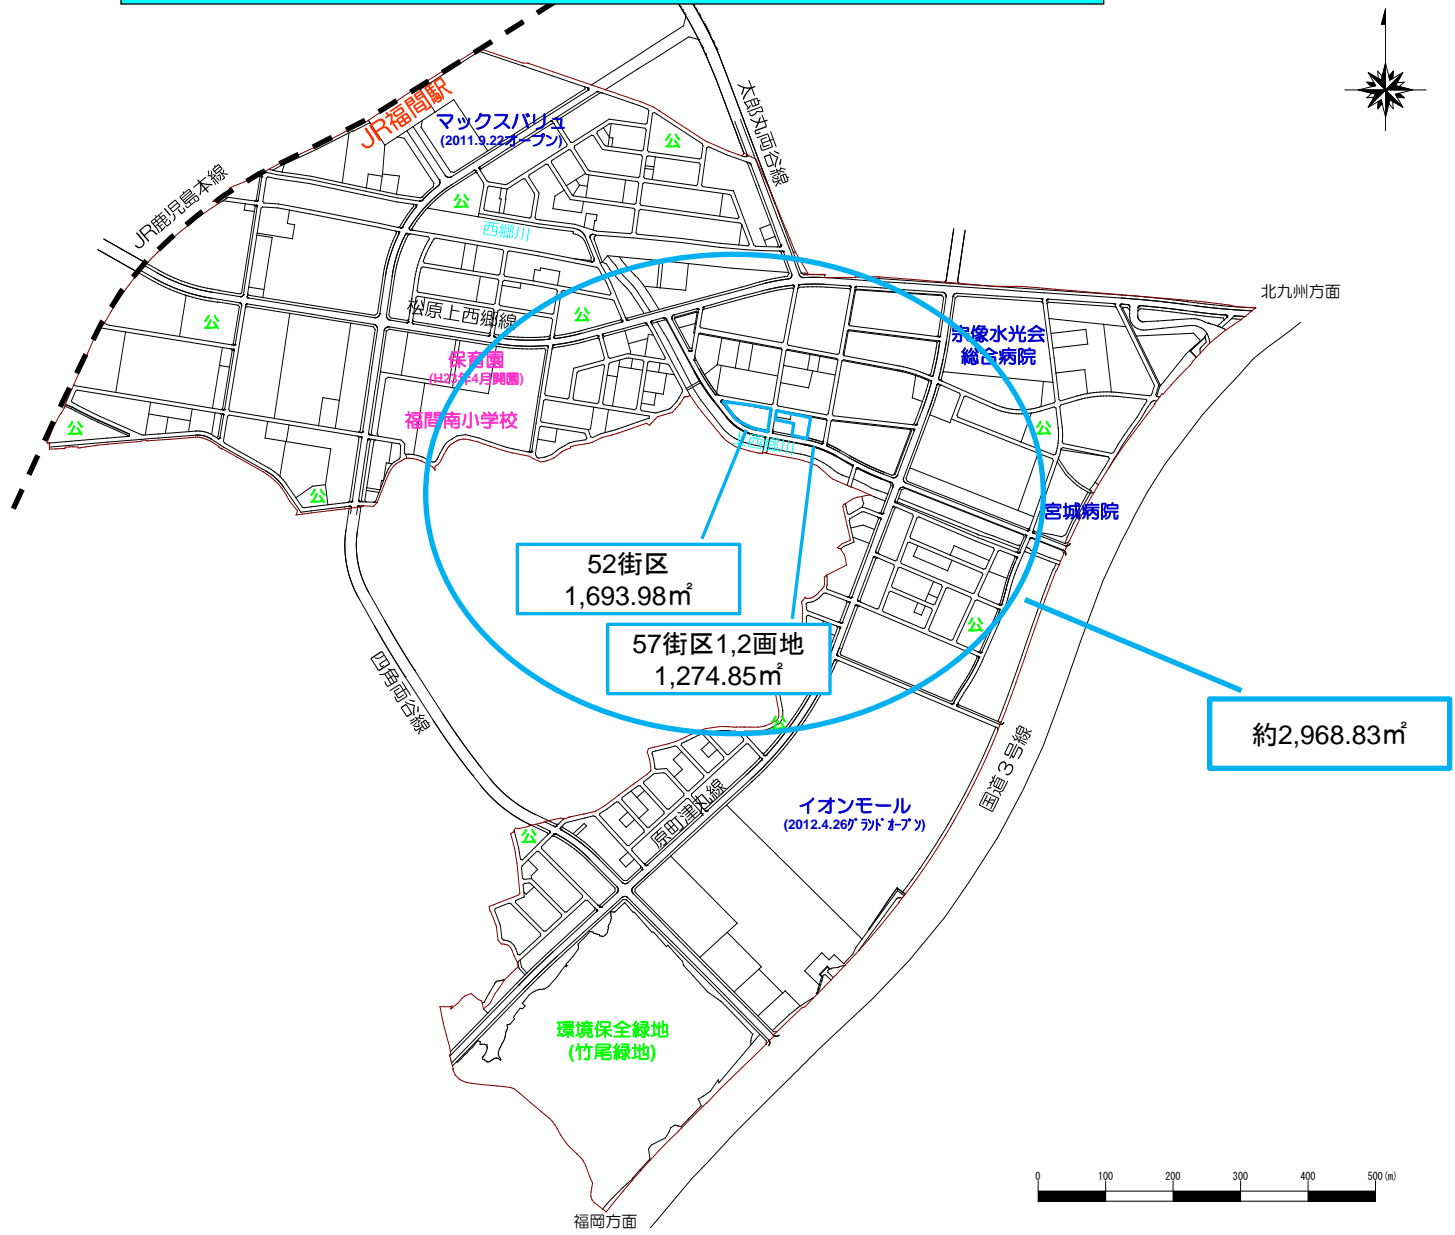 JR福間駅
マックスバリュ
(2011.9.22オープン)
太郎丸両谷線
公
公
JR鹿児島本線
西郷川
北九州方面
松原上西郷線
公
公
宗像水光会
総合病院
保育園
(H23年4月開園)
福間南小学校
公
公
西郷川
公
宮城病院
52街区
1,693.98㎡
57街区1,2画地
1,274.85㎡
公
四角両谷線
公
約2,968.83㎡
国道3号線
原町津丸線
イオンモール
(2012.4.26グランドオープン)
公
環境保全緑地
(竹尾緑地)
0 100 200 300 400 500(m)
福岡方面